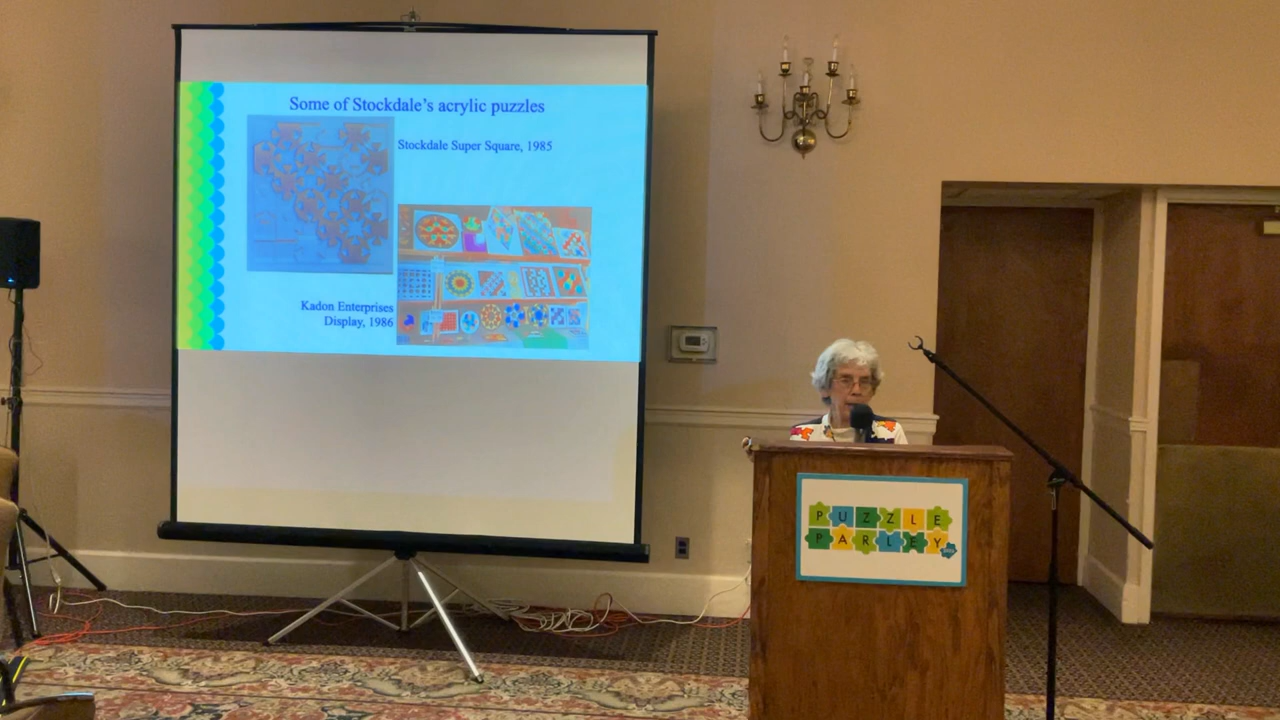 Some of Stockdale's acrylic puzzles
Stockdale Super Square, 1985
Kadon Enterprises
Display, 1986
PUZZLE
PARLEY